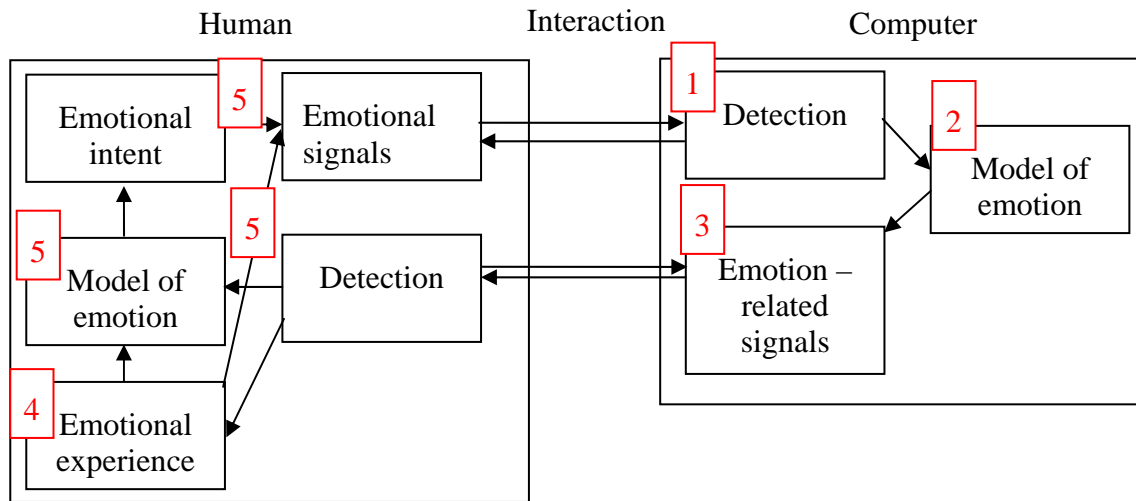 Human
Interaction
Computer
5
Emotional
intent
Emotional
signals
1
Detection
2
Model of
emotion
5
5
Model of
emotion
Detection
3
Emotion –
related
signals
4
Emotional
experience